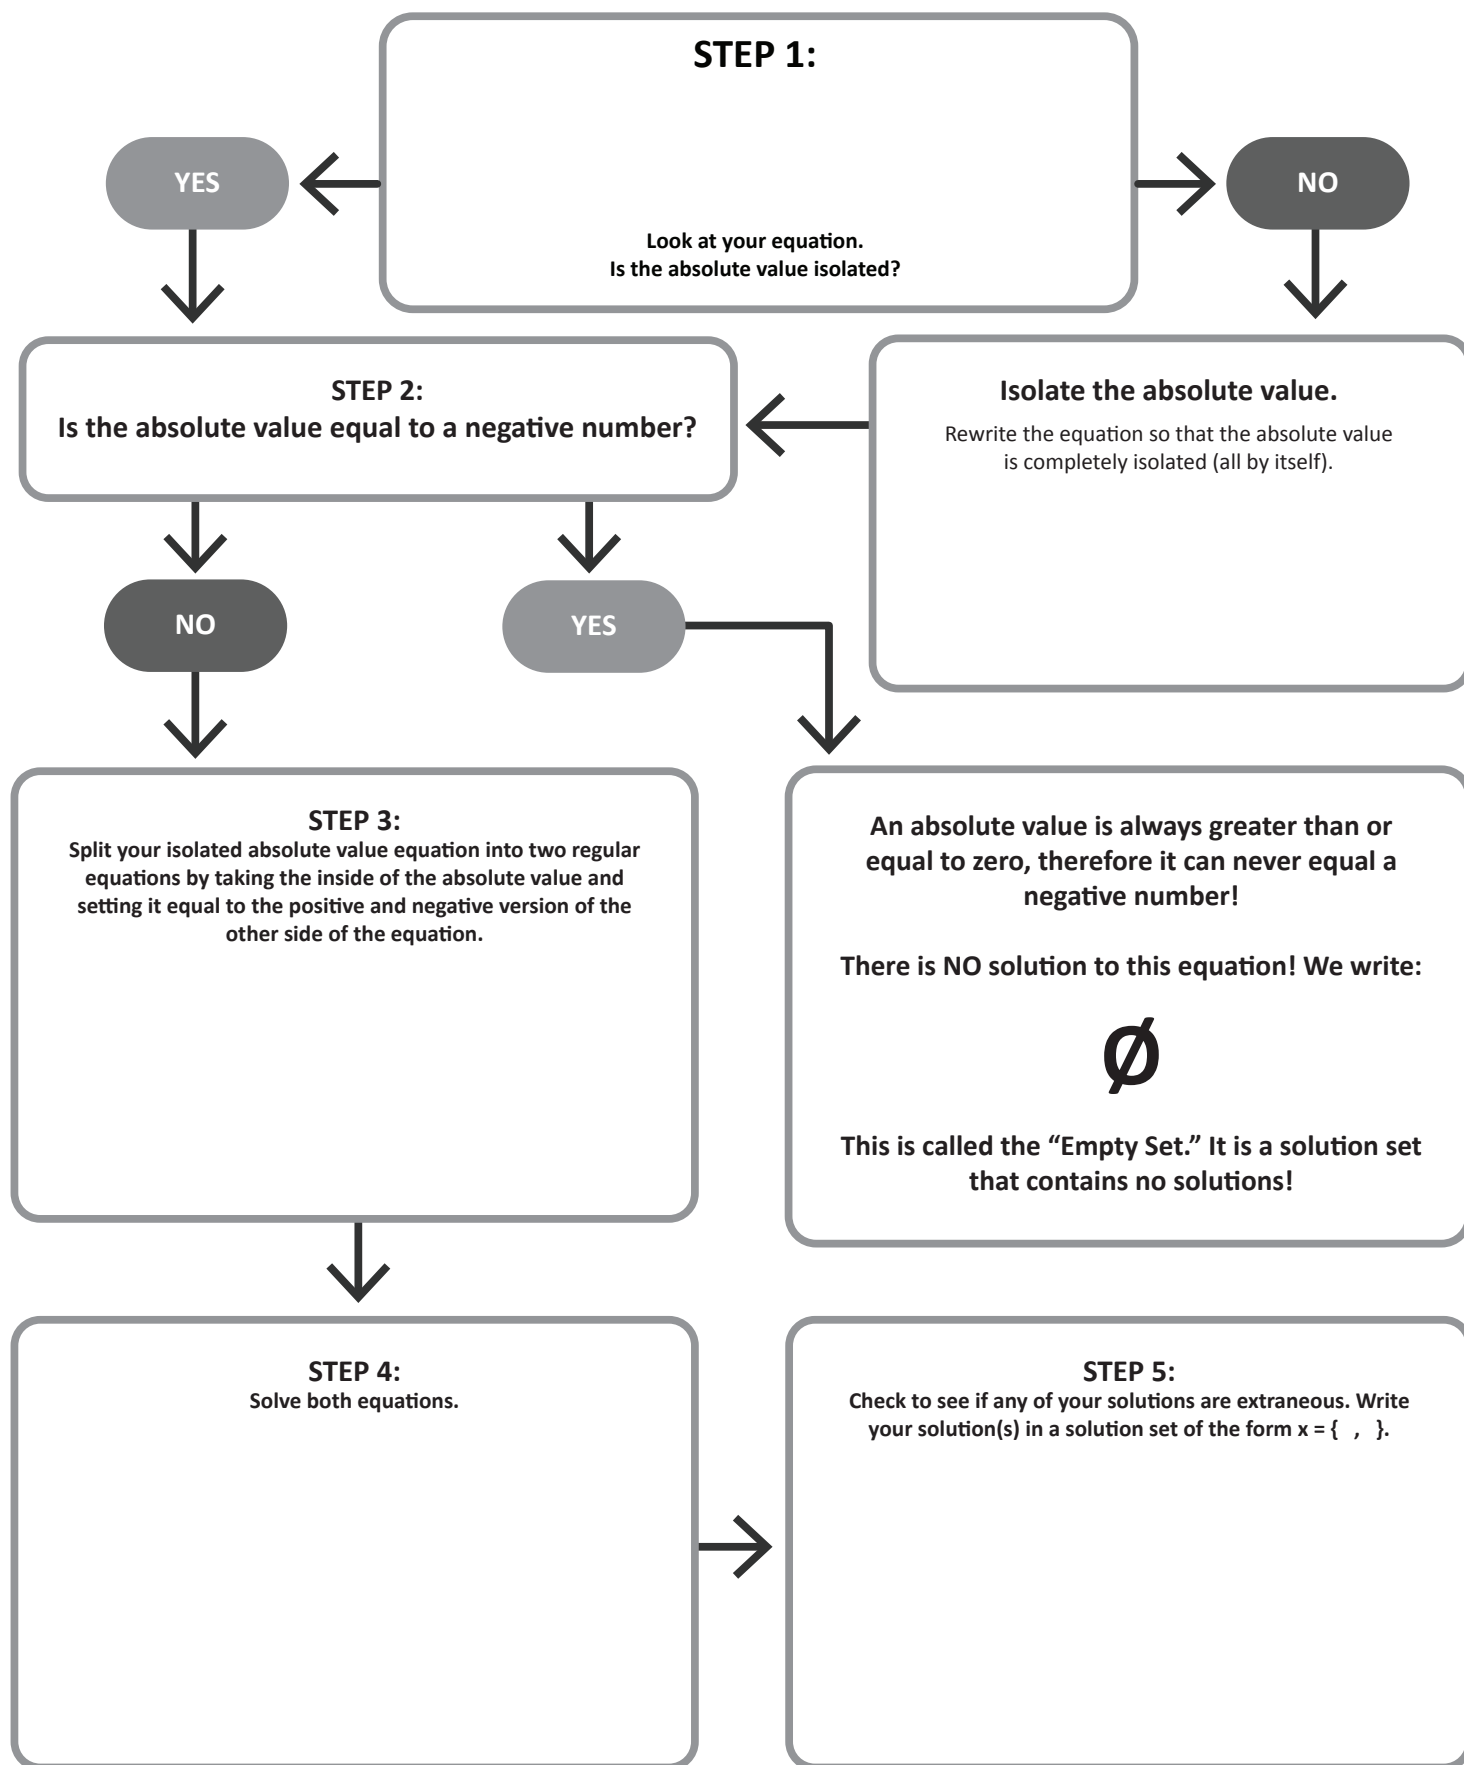 STEP 1:
Look at your equation.
Is the absolute value isolated?
YES
NO
STEP 2:
Is the absolute value equal to a negative number?
Isolate the absolute value.
Rewrite the equation so that the absolute value
is completely isolated (all by itself).
NO
YES
STEP 3:
Split your isolated absolute value equation into two regular
equations by taking the inside of the absolute value and
setting it equal to the positive and negative version of the
other side of the equation.
An absolute value is always greater than or
equal to zero, therefore it can never equal a
negative number!
There is NO solution to this equation! We write:
Ø
This is called the “Empty Set.” It is a solution set
that contains no solutions!
STEP 4:
Solve both equations.
STEP 5:
Check to see if any of your solutions are extraneous. Write
your solution(s) in a solution set of the form x = {   ,   }.